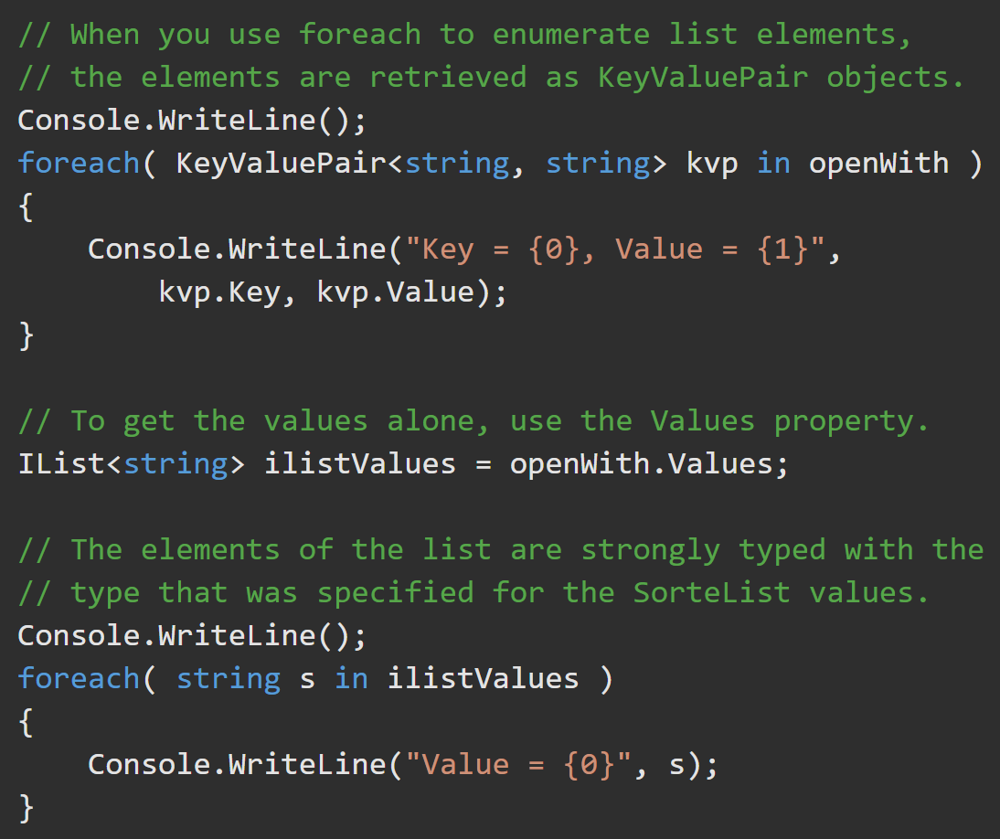 // When you use foreach to enumerate list elements,
// the elements are retrieved as KeyValuePair objects.
Console.WriteLine();
foreach( KeyValuePair<string, string> kvp in openWith )
{
    Console.WriteLine("Key = {0}, Value = {1}",
        kvp.Key, kvp.Value);
}

// To get the values alone, use the Values property.
IList<string> ilistValues = openWith.Values;

// The elements of the list are strongly typed with the
// type that was specified for the SorteList values.
Console.WriteLine();
foreach( string s in ilistValues )
{
    Console.WriteLine("Value = {0}", s);
}